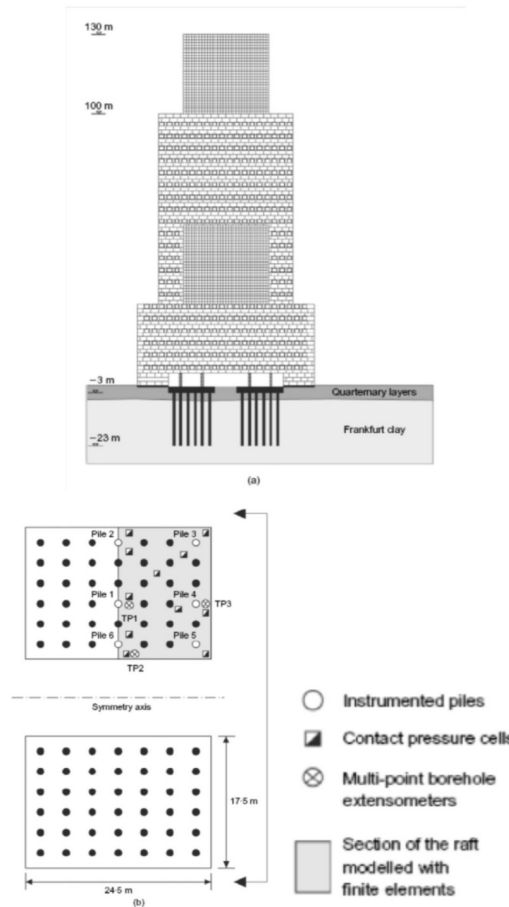 130 m
100 m
−3 m
Quarternary layers
Frankfurt clay
−23 m
(a)
Pile 2
Pile 3
Pile 1
Pile 4
TP1
TP3
Pile 6
Pile 5
TP2
Symmetry axis
Instrumented piles
Contact pressure cells
Multi-point borehole
extensometers
Section of the raft
modelled with
finite elements
17·5 m
24·5 m
(b)